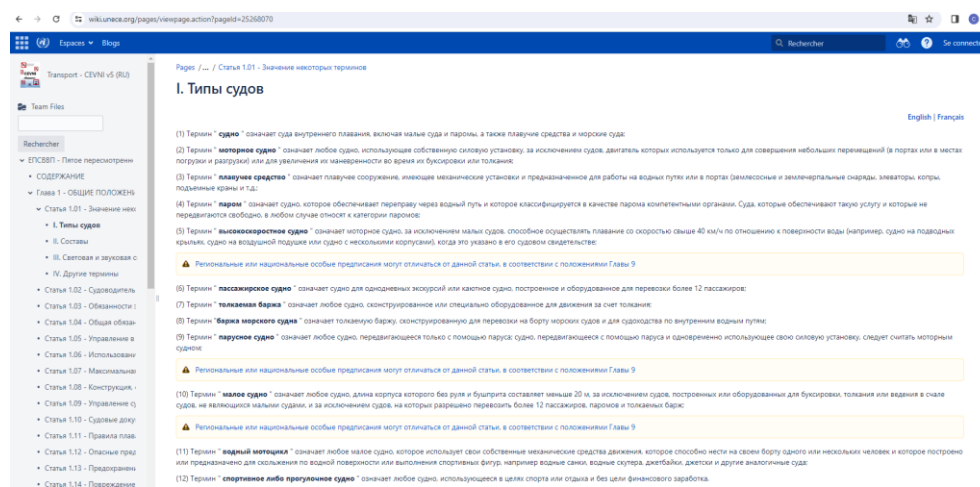 wiki.unece.org/pages/viewpage.action?pageId=25268070
Espaces Blogs Rechercher Se connecte
Transport - CEVNI v5 (RU)
Team Files
Rechercher
ЕПСВВП - Пятое пересмотренн
СОДЕРЖАНИЕ
Глава 1 - ОБЩИЕ ПОЛОЖЕНИ
Статья 1.01 - Значение неко
I. Типы судов
II. Составы
III. Световая и звуковая с
IV. Другие термины
Статья 1.02 - Судоводитель
Статья 1.03 - Обязанности э
Статья 1.04 - Общая обязан
Статья 1.05 - Управление в
Статья 1.06 - Использовани
Статья 1.07 - Максимальная
Статья 1.08 - Конструкция,
Статья 1.09 - Управление су
Статья 1.10 - Судовые доку
Статья 1.11 - Правила плав
Статья 1.12 - Опасные пред
Статья 1.13 - Предохранень
Статья 1.14 - Повреждение
Pages /... / Статья 1.01 - Значение некоторых терминов
I. Типы судов
English | Français
(1) Термин " судно " означает суда внутреннего плавания, включая малые суда и паромы, а также плавучие средства и морские суда;
(2) Термин " моторное судно " означает любое судно, использующее собственную силовую установку, за исключением судов, двигатель которых используется только для совершения небольших перемещений (в портах или в местах
погрузки и разгрузки) или для увеличения их маневренности во время их буксировки или толкания;
(3) Термин " плавучее средство " означает плавучее сооружение, имеющее механические установки и предназначенное для работы на водных путях или в портах (землесосные и землечерпальные снаряды, элеваторы, копры,
подъемные краны и т.д.;
(4) Термин " паром " означает судно, которое обеспечивает переправу через водный путь и которое классифицируется в качестве парома компетентными органами. Суда, которые обеспечивают такую услугу и которые не
передвигаются свободно, в любом случае относят к категории паромов;
(5) Термин " высокоскоростное судно " означает моторное судно, за исключением малых судов, способное осуществлять плавание со скоростью свыше 40 км/ч по отношению к поверхности воды (например, судно на подводных
крыльях, судно на воздушной подушке или судно с несколькими корпусами), когда это указано в его судовом свидетельстве;
Региональные или национальные особые предписания могут отличаться от данной статьи, в соответствии с положениями Главы 9
(6) Термин " пассажирское судно " означает судно для однодневных экскурсий или каютное судно, построенное и оборудованное для перевозки более 12 пассажиров;
(7) Термин " толкаемая баржа " означает любое судно, сконструированное или специально оборудованное для движения за счет толкания;
(8) Термин "баржа морского судна " означает толкаемую баржу, сконструированную для перевозки на борту морских судов и для судоходства по внутренним водным путям;
(9) Термин " парусное судно " означает любое судно, передвигающееся только с помощью паруса; судно, передвигающееся с помощью паруса и одновременно использующее свою силовую установку, следует считать моторным
судном;
Региональные или национальные особые предписания могут отличаться от данной статьи, в соответствии с положениями Главы 9
(10) Термин " малое судно " означает любое судно, длина корпуса которого без руля и бушприта составляет меньше 20 м, за исключением судов, построенных или оборудованных для буксировки, толкания или ведения в счале
судов, не являющихся малыми судами, и за исключением судов, на которых разрешено перевозить более 12 пассажиров, паромов и толкаемых барж;
Региональные или национальные особые предписания могут отличаться от данной статьи, в соответствии с положениями Главы 9
(11) Термин " водный мотоцикл " означает любое малое судно, которое использует свои собственные механические средства движения, которое способно нести на своем борту одного или нескольких человек и которое построено
или предназначено для скольжения по водной поверхности или выполнения спортивных фигур, например водные санки, водные скутера, джетбайки, джетски и другие аналогичные суда;
(12) Термин " спортивное либо прогулочное судно " означает любое судно, использующееся в целях спорта или отдыха и без цели финансового заработка.